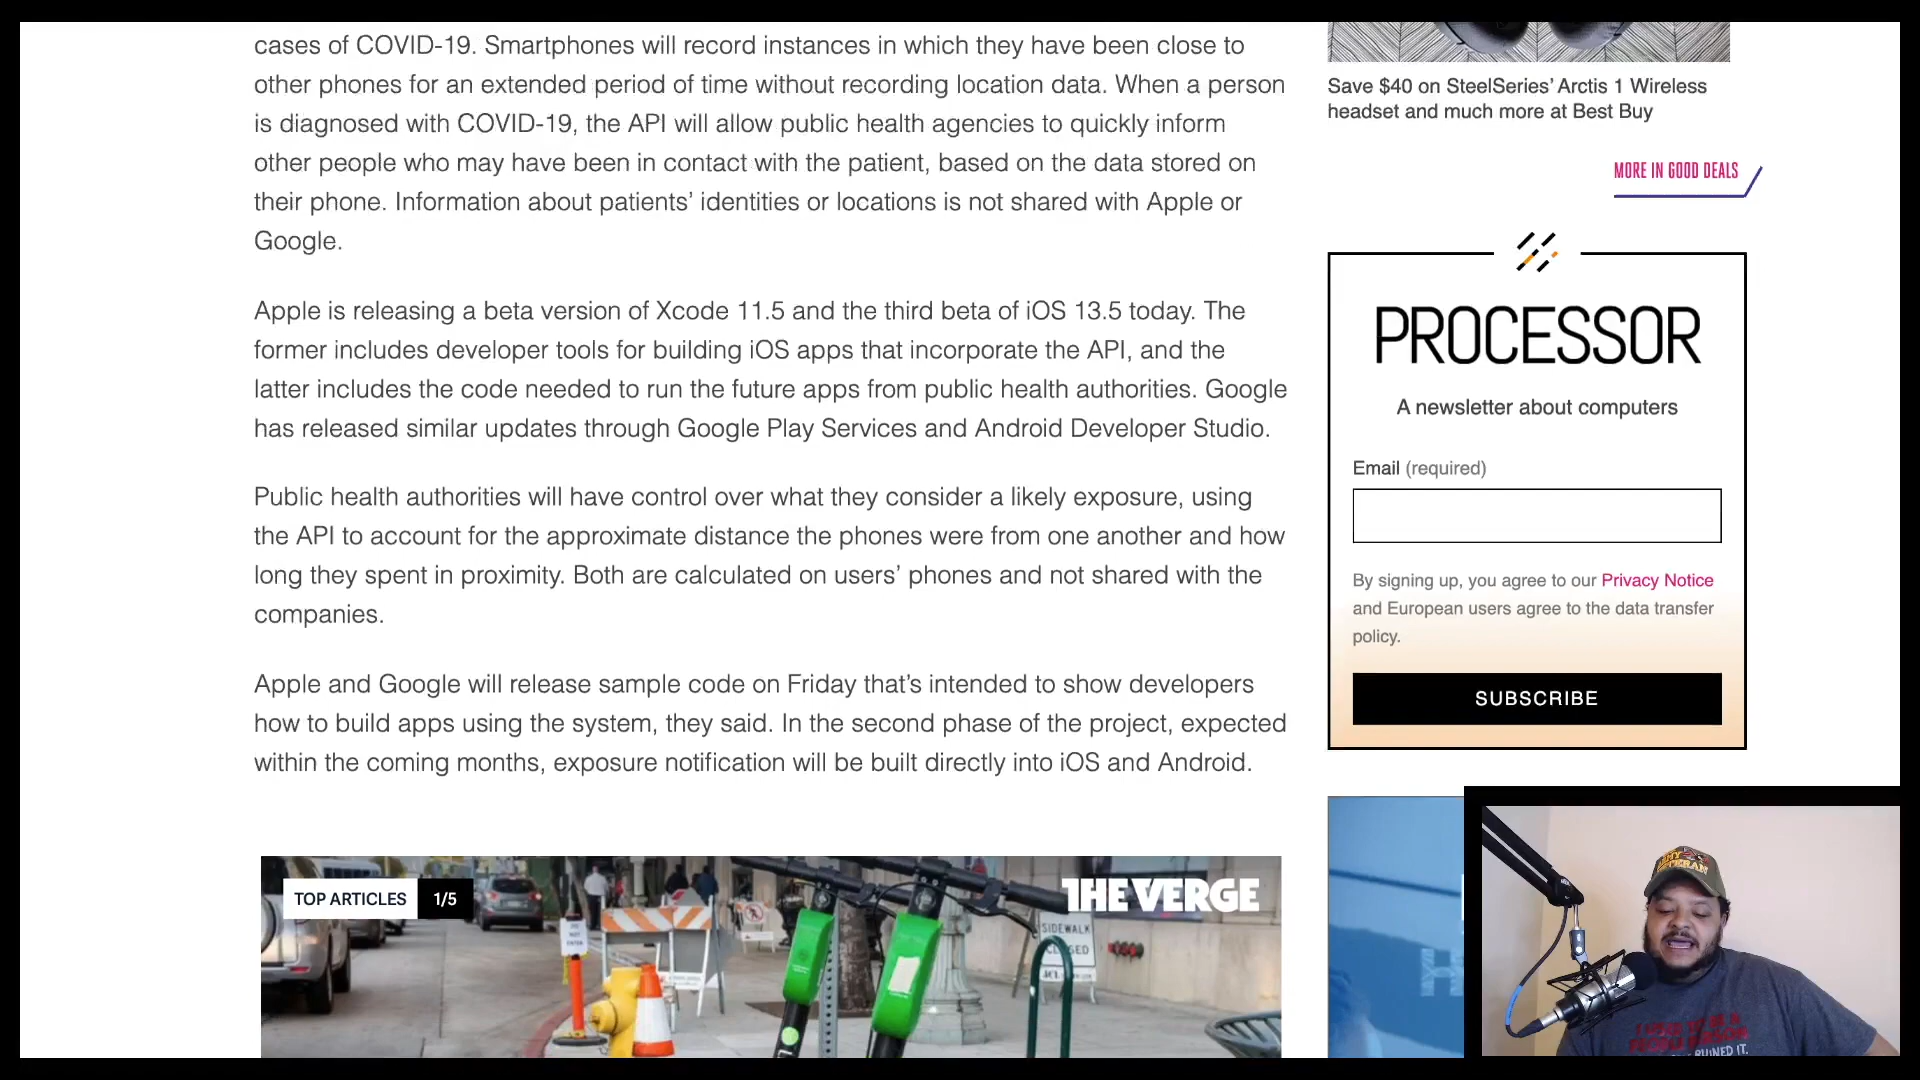 cases of COVID-19. Smartphones will record instances in which they have been close to
other phones for an extended period of time without recording location data. When a person
is diagnosed with COVID-19, the API will allow public health agencies to quickly inform
other people who may have been in contact with the patient, based on the data stored on
their phone. Information about patients’ identities or locations is not shared with Apple or
Google.
Apple is releasing a beta version of Xcode 11.5 and the third beta of iOS 13.5 today. The
former includes developer tools for building iOS apps that incorporate the API, and the
latter includes the code needed to run the future apps from public health authorities. Google
has released similar updates through Google Play Services and Android Developer Studio.
Public health authorities will have control over what they consider a likely exposure, using
the API to account for the approximate distance the phones were from one another and how
long they spent in proximity. Both are calculated on users’ phones and not shared with the
companies.
Apple and Google will release sample code on Friday that’s intended to show developers
how to build apps using the system, they said. In the second phase of the project, expected
within the coming months, exposure notification will be built directly into iOS and Android.
TOP ARTICLES 1/5
THE VERGE
SIDEWALK
Save $40 on SteelSeries’ Arctis 1 Wireless
headset and much more at Best Buy
MORE IN GOOD DEALS
PROCESSOR
A newsletter about computers
Email (required)
By signing up, you agree to our Privacy Notice
and European users agree to the data transfer
policy.
SUBSCRIBE
ARMY
VETERAN
RUINED IT.